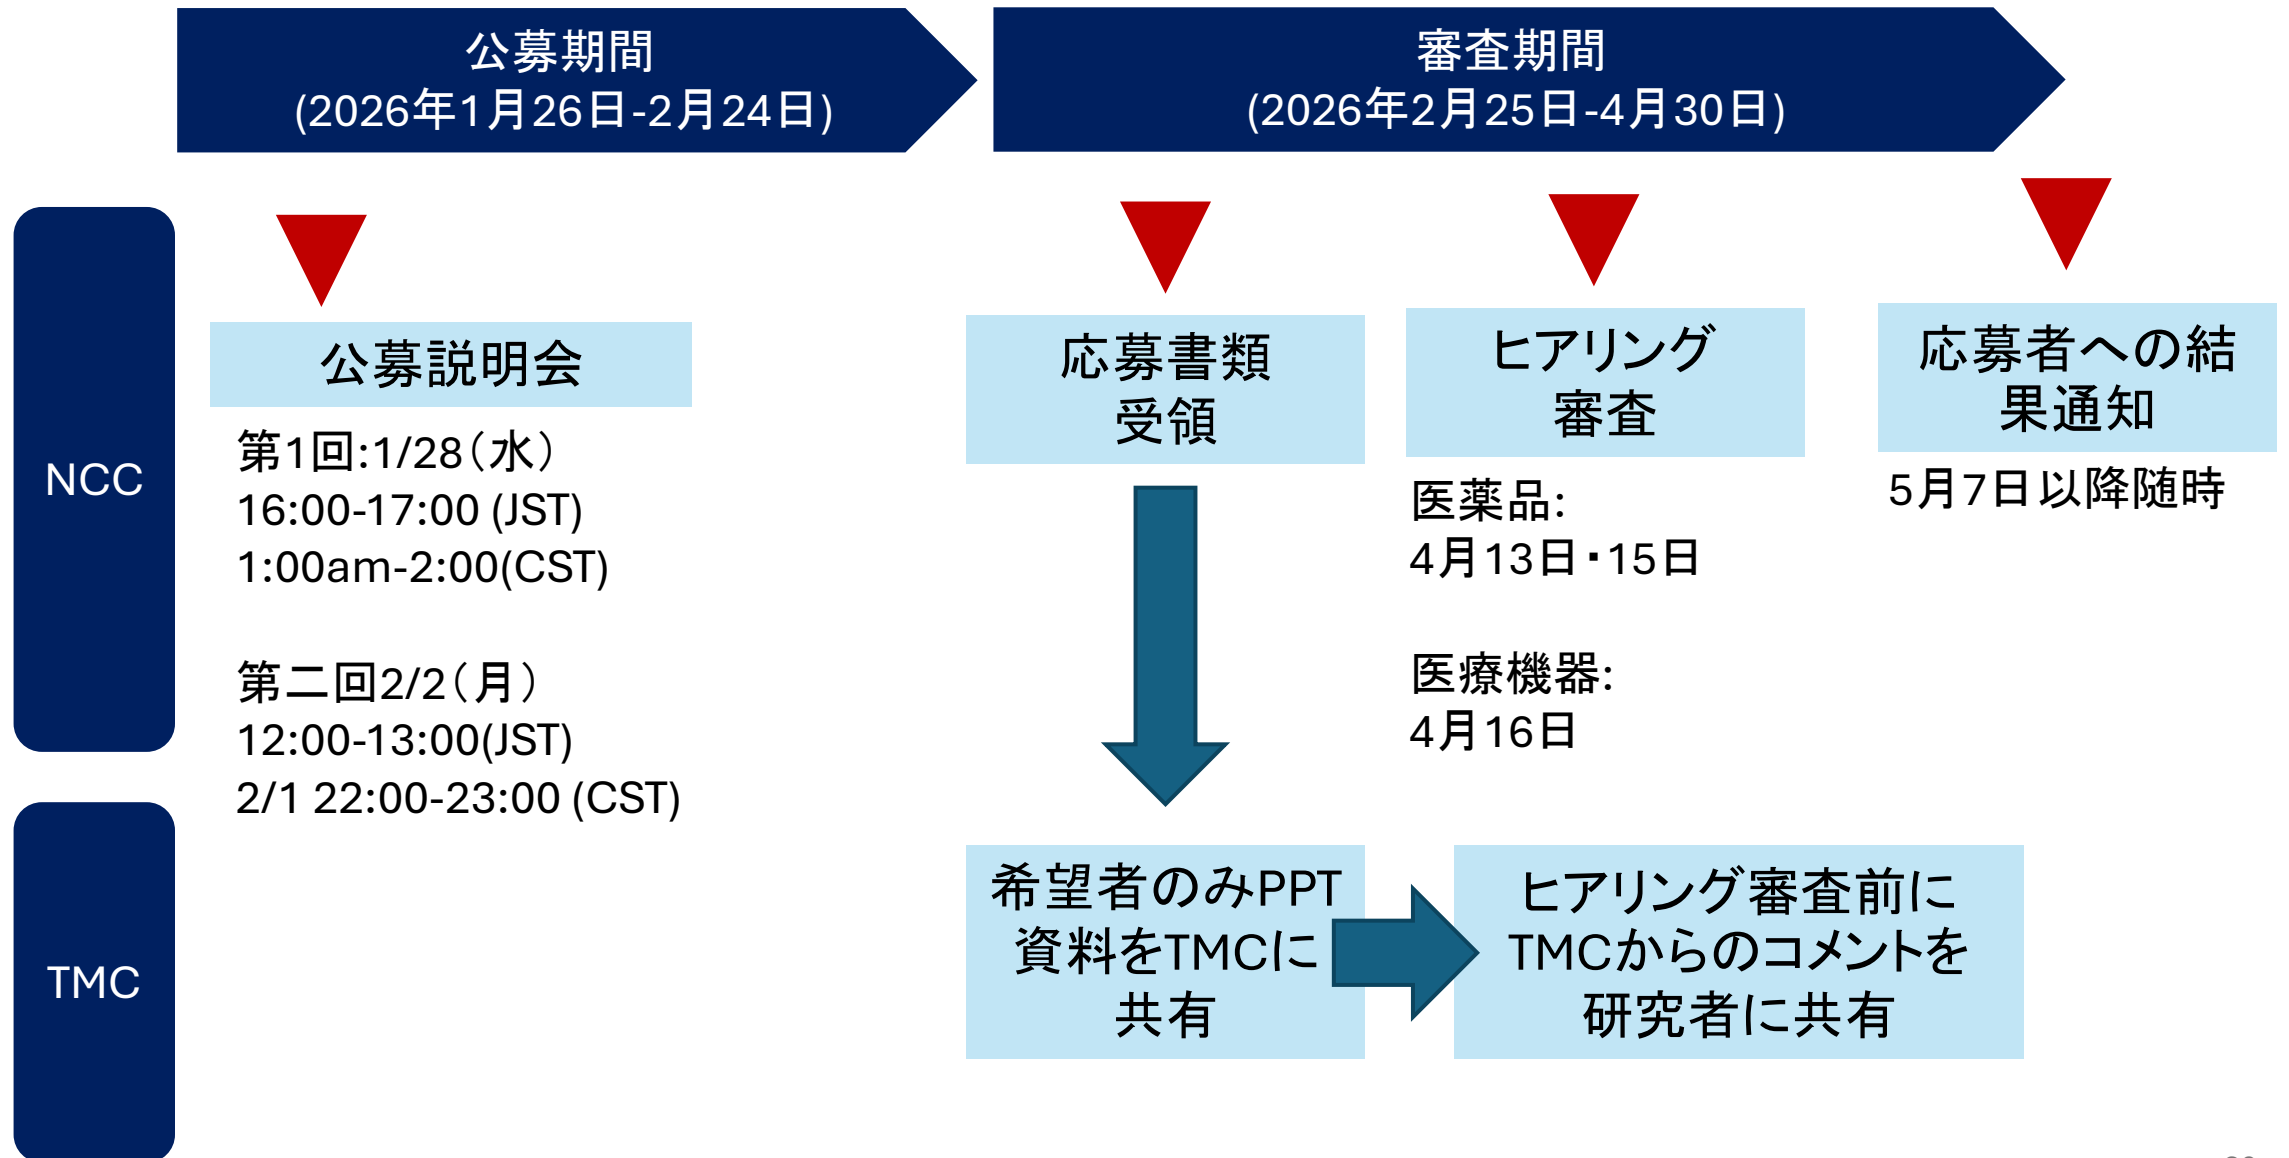 公募期間
(2026年1月26日-2月24日)
審査期間
(2026年2月25日-4月30日)
NCC
公募説明会
第1回:1/28（水）
16:00-17:00 (JST)
1:00am-2:00(CST)
第二回2/2（月）
12:00-13:00(JST)
2/1 22:00-23:00 (CST)
応募書類
受領
ヒアリング
審査
医薬品:
4月13日・15日
医療機器:
4月16日
応募者への結
果通知
5月7日以降随時
TMC
希望者のみPPT
資料をTMCに
共有
ヒアリング審査前に
TMCからのコメントを
研究者に共有